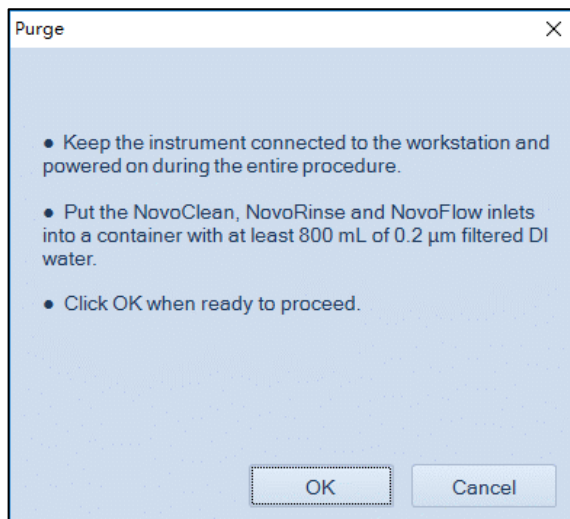 Purge
● Keep the instrument connected to the workstation and
powered on during the entire procedure.
● Put the NovoClean, NovoRinse and NovoFlow inlets
into a container with at least 800 mL of 0.2 µm filtered DI
water.
● Click OK when ready to proceed.
OK
Cancel